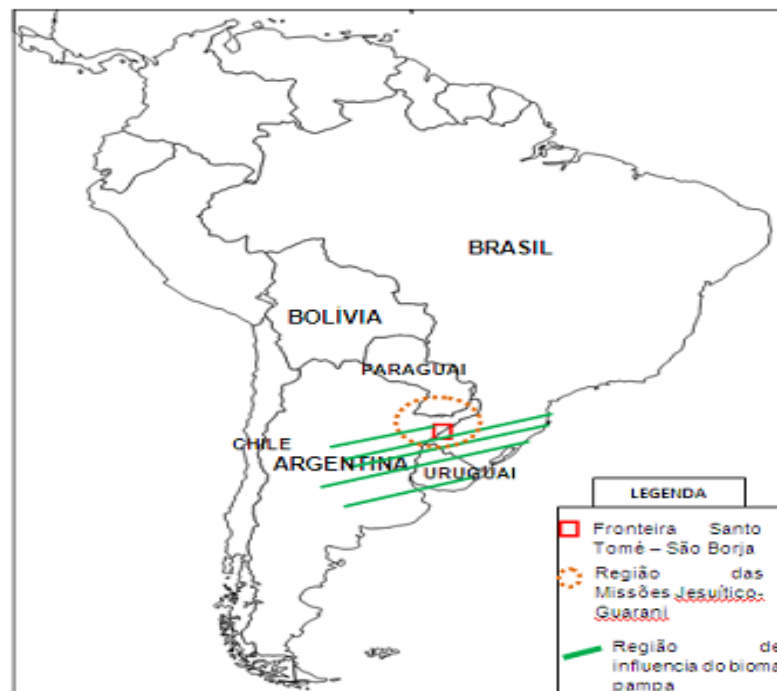 BRASIL
BOLÍVIA
PARAGUAI
CHILE
ARGENTINA
URUGUAI
LEGENDA
Fronteira Santo
Tomé – São Borja
Região das
Missões Jesuítico-
Guarani
Região de
influencia do bioma
pampa